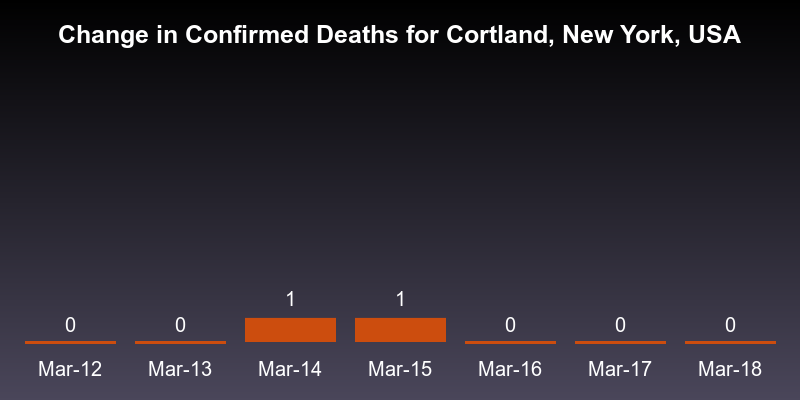 Change in Confirmed Deaths for Cortland, New York, USA
1 1
0 0 0 0 0
Mar-12 Mar-13 Mar-14 Mar-15 Mar-16 Mar-17 Mar-18